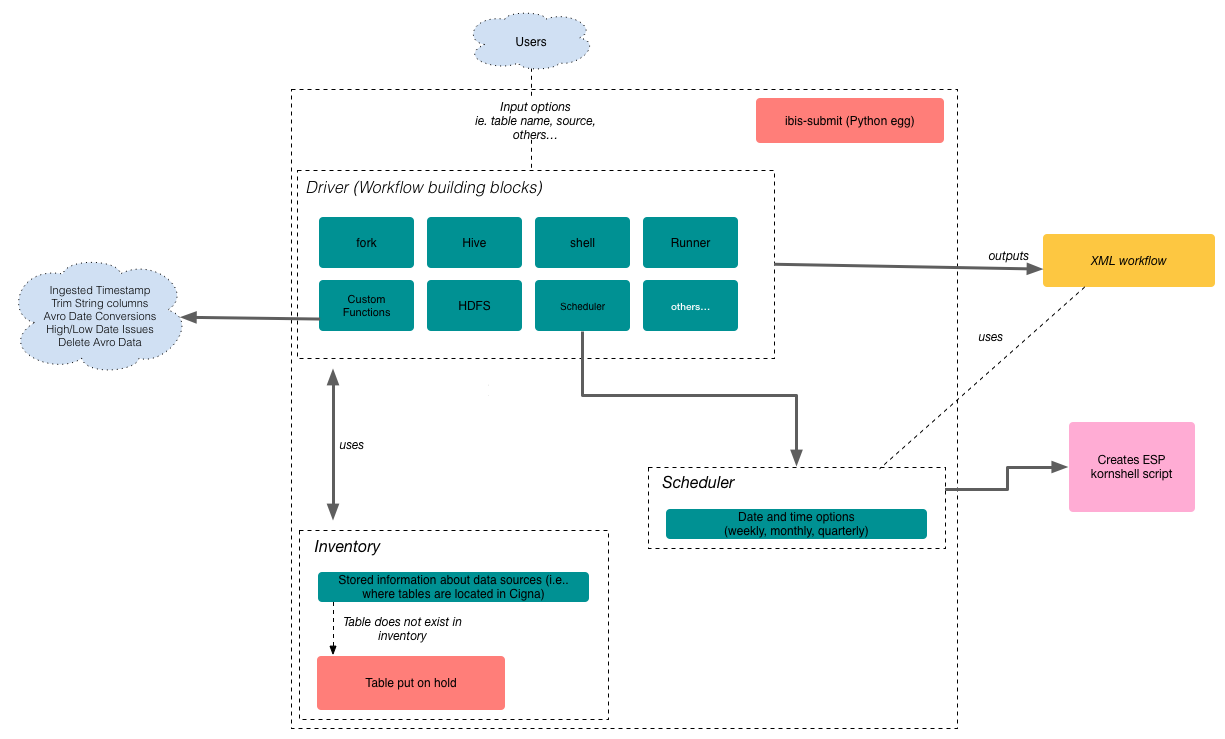 Users
Input options
ie. table name, source,
others…
ibis-submit (Python egg)
Driver (Workflow building blocks)
fork
Hive
shell
Runner
Custom
Functions
HDFS
Scheduler
others…
outputs
XML workflow
Ingested Timestamp
Trim String columns
Avro Date Conversions
High/Low Date Issues
Delete Avro Data
uses
uses
Scheduler
Date and time options
(weekly, monthly, quarterly)
Creates ESP
kornshell script
Inventory
Stored information about data sources (i.e..
where tables are located in Cigna)
Table does not exist in
inventory
Table put on hold